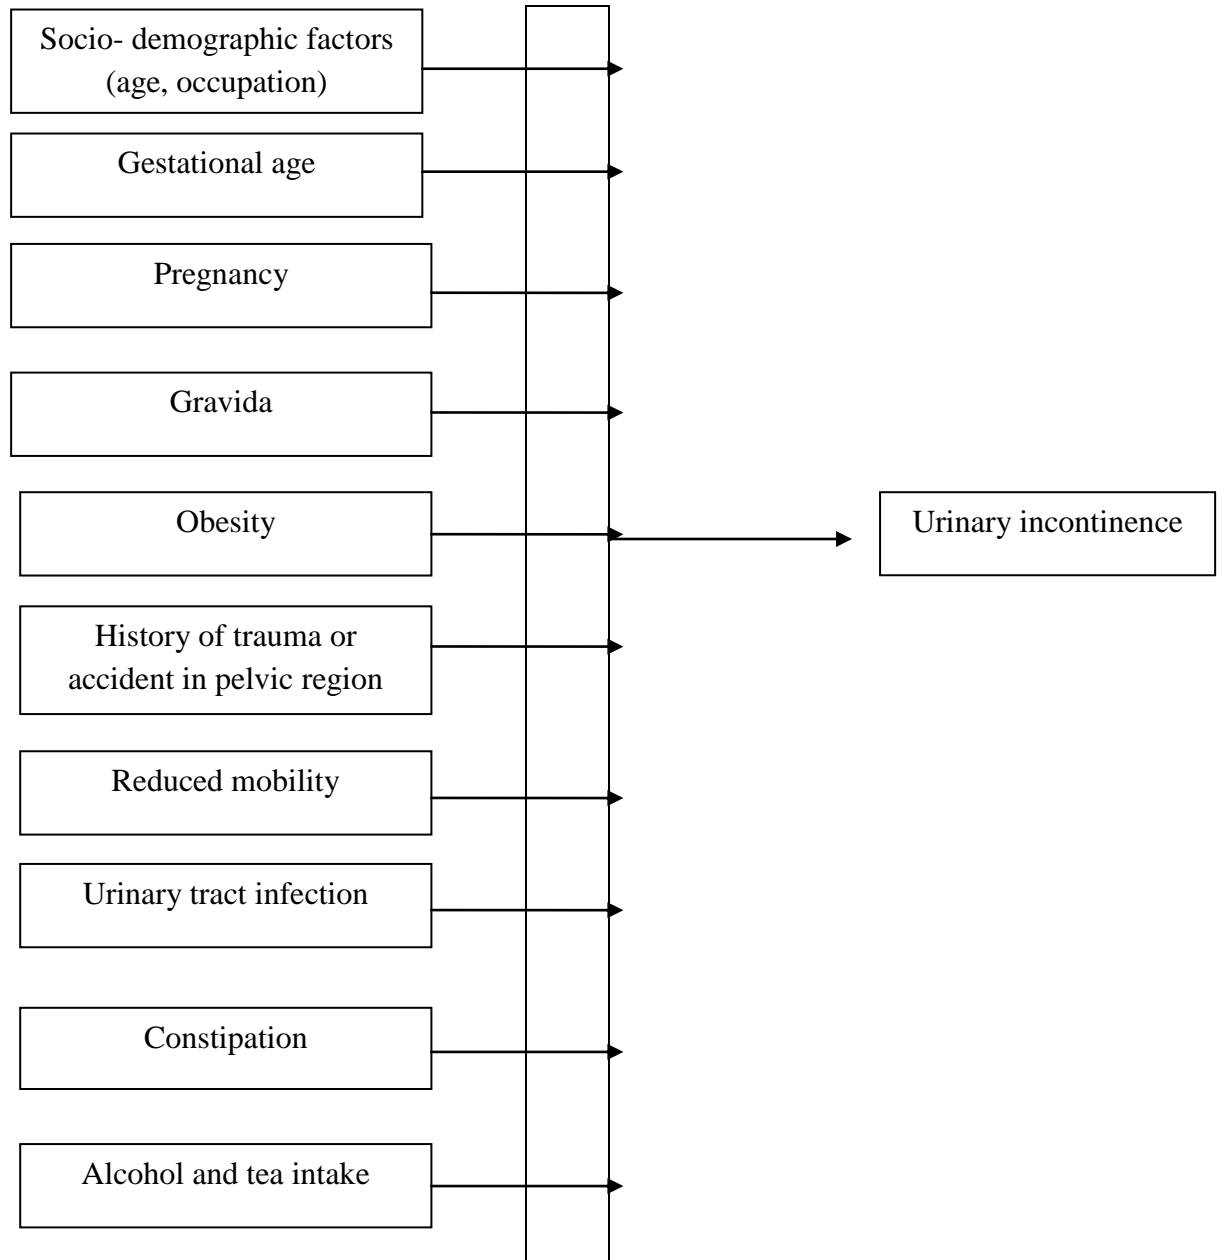 Socio- demographic factors
(age, occupation)
Gestational age
Pregnancy
Gravida
Obesity
Urinary incontinence
History of trauma or
accident in pelvic region
Reduced mobility
Urinary tract infection
Constipation
Alcohol and tea intake